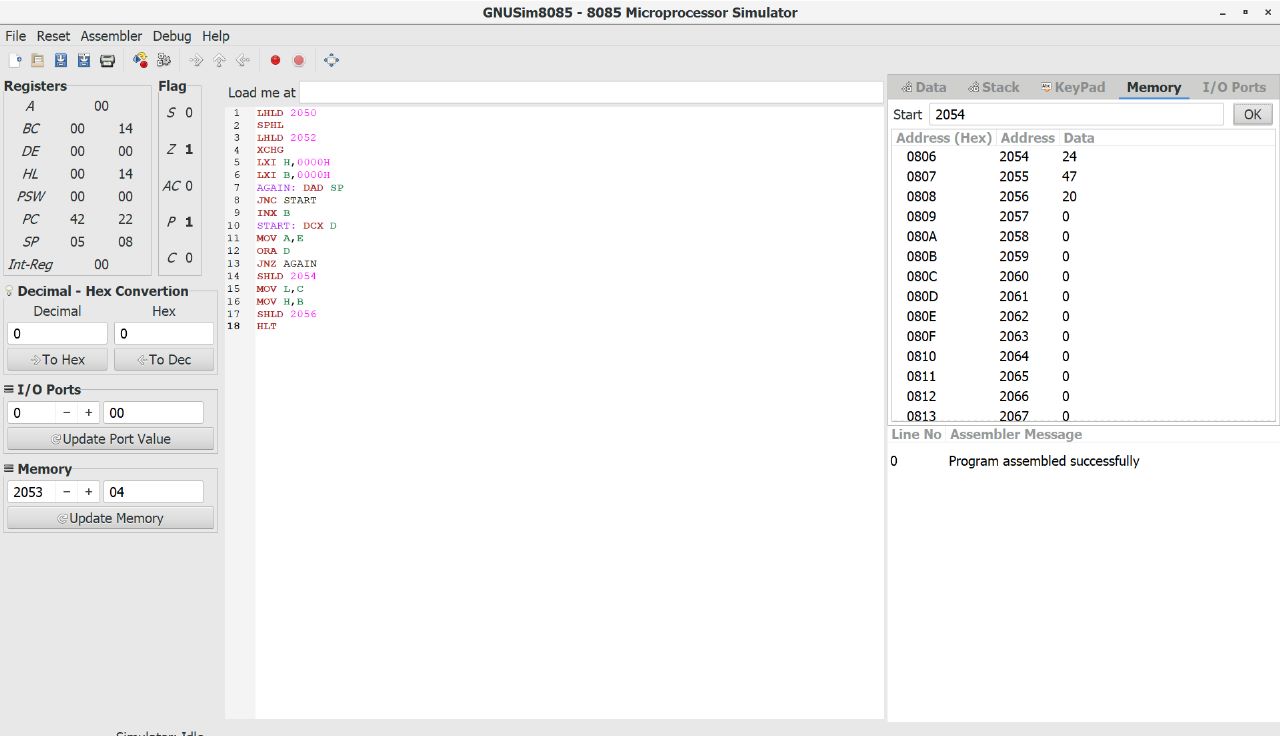 GNUSim8085 - 8085 Microprocessor Simulator
File Reset Assembler Debug Help
Registers
A 00
BC 00 14
DE 00 00
HL 00 14
PSW 00 00
PC 42 22
SP 05 08
Int-Reg 00
Flag
S 0
Z 1
AC 0
P 1
C 0
Decimal - Hex Convertion
Decimal Hex
0 0
To Hex To Dec
I/O Ports
0 − + 00
Update Port Value
Memory
2053 − + 04
Update Memory
Load me at
1 LHLD 2050
2 SPHL
3 LHLD 2052
4 XCHG
5 LXI H,0000H
6 LXI B,0000H
7 AGAIN: DAD SP
8 JNC START
9 INX B
10 START: DCX D
11 MOV A,E
12 ORA D
13 JNZ AGAIN
14 SHLD 2054
15 MOV L,C
16 MOV H,B
17 SHLD 2056
18 HLT
Data Stack KeyPad Memory I/O Ports
Start 2054 OK
Address (Hex) Address Data
0806 2054 24
0807 2055 47
0808 2056 20
0809 2057 0
080A 2058 0
080B 2059 0
080C 2060 0
080D 2061 0
080E 2062 0
080F 2063 0
0810 2064 0
0811 2065 0
0812 2066 0
0813 2067 0
Line No Assembler Message
0 Program assembled successfully
Simulator: Idle